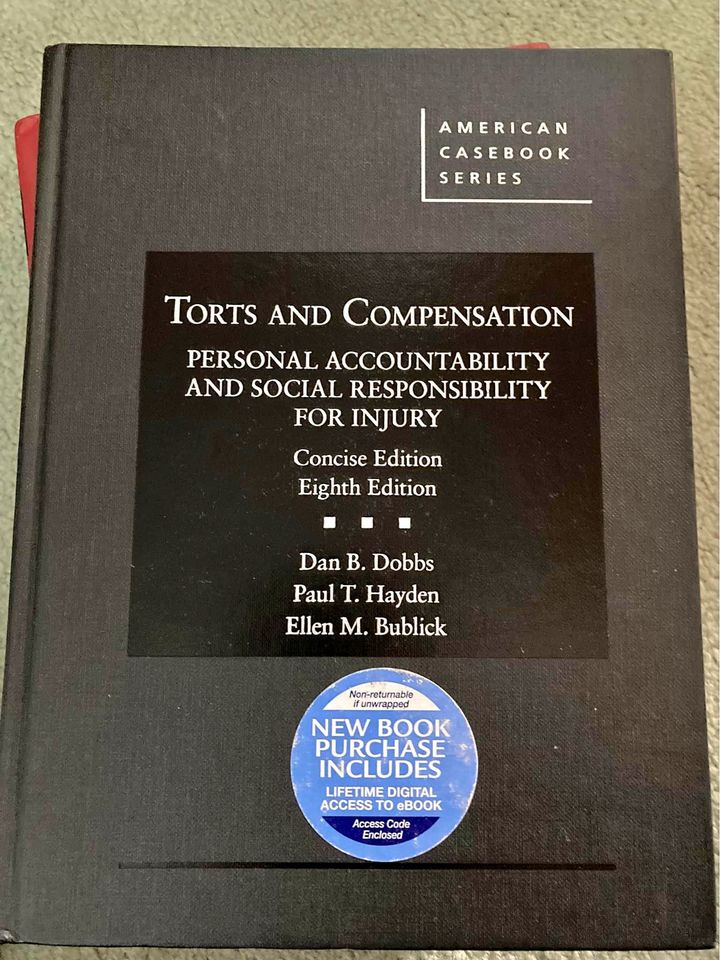 AMERICAN
CASEBOOK
SERIES
TORTS AND COMPENSATION
PERSONAL ACCOUNTABILITY
AND SOCIAL RESPONSIBILITY
FOR INJURY
Concise Edition
Eighth Edition
Dan B. Dobbs
Paul T. Hayden
Ellen M. Bublick
Non-returnable
if unwrapped
NEW BOOK
PURCHASE
INCLUDES
LIFETIME DIGITAL
ACCESS TO eBOOK
Access Code
Enclosed